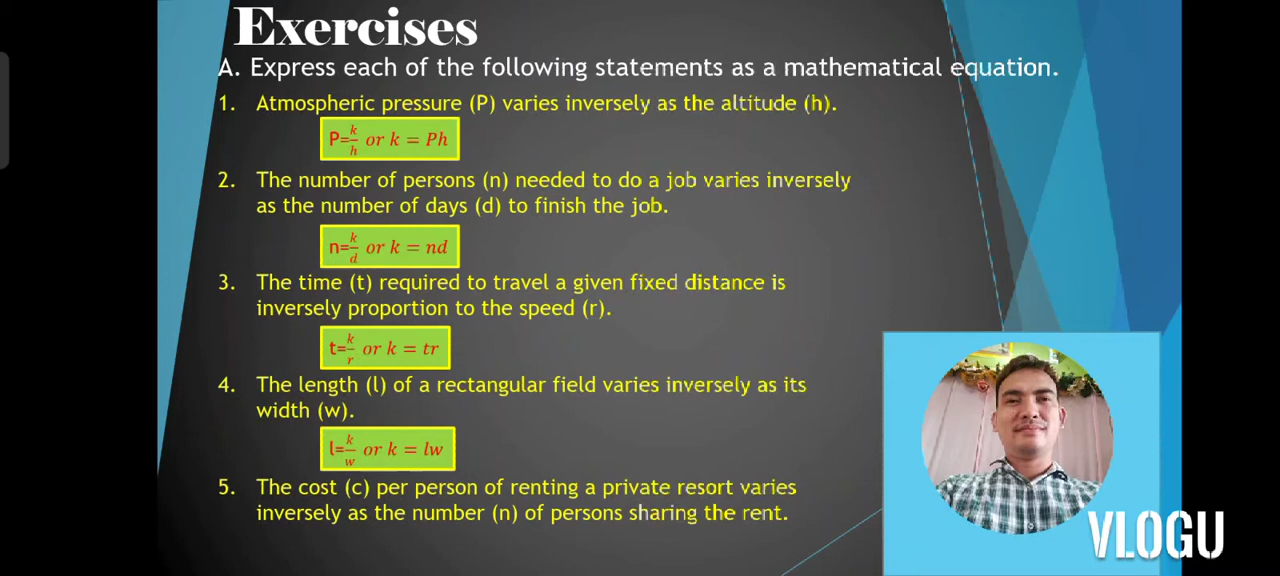 Exercises
A. Express each of the following statements as a mathematical equation.
1. Atmospheric pressure (P) varies inversely as the altitude (h).
P=k/h or k = Ph
2. The number of persons (n) needed to do a job varies inversely
as the number of days (d) to finish the job.
n=k/d or k = nd
3. The time (t) required to travel a given fixed distance is
inversely proportion to the speed (r).
t=k/r or k = tr
4. The length (l) of a rectangular field varies inversely as its
width (w).
l=k/w or k = lw
5. The cost (c) per person of renting a private resort varies
inversely as the number (n) of persons sharing the rent.
VLOGU